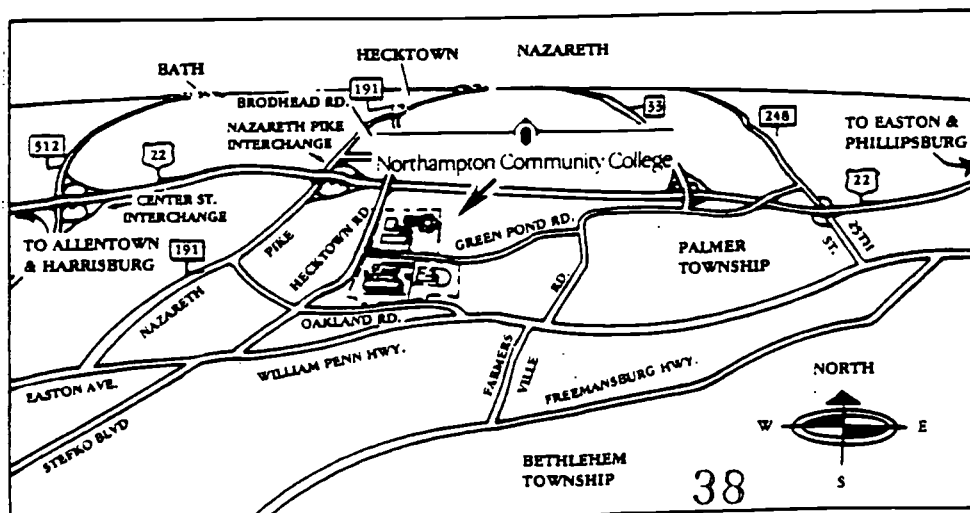 NAZARETH
HECKTOWN
BATH
191
BRODHEAD RD.
33
248
NAZARETH PIKE
INTERCHANGE
TO EASTON &
PHILLIPSBURG
512
22
Northampton Community College
22
CENTER ST.
INTERCHANGE
TO ALLENTOWN
& HARRISBURG
191
PIKE
HECKTOWN RD.
GREEN POND RD.
PALMER
TOWNSHIP
25TH
ST.
NAZARETH
RD.
OAKLAND RD.
WILLIAM PENN HWY.
FARMERS
VILLE
EASTON AVE.
FREEMANSBURG HWY.
NORTH
STEFKO BLVD
W
E
BETHLEHEM
TOWNSHIP
38
S